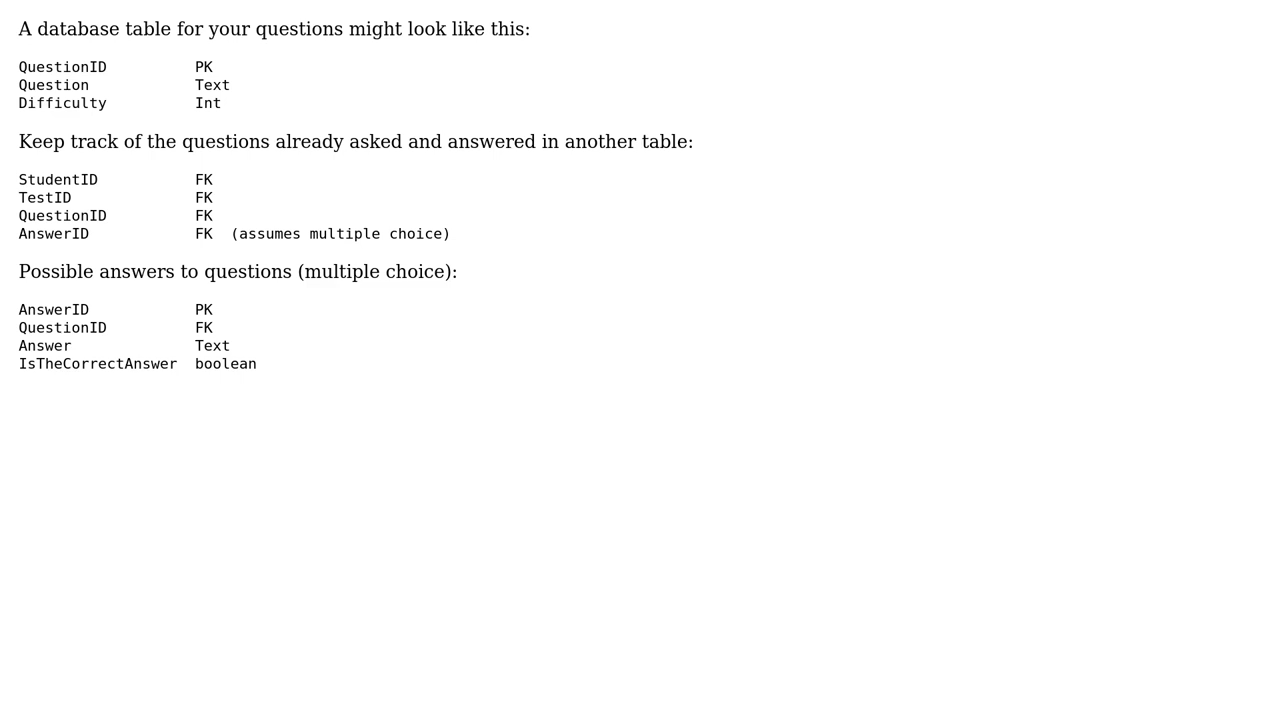 A database table for your questions might look like this:
QuestionID          PK
Question            Text
Difficulty          Int
Keep track of the questions already asked and answered in another table:
StudentID           FK
TestID              FK
QuestionID          FK
AnswerID            FK  (assumes multiple choice)
Possible answers to questions (multiple choice):
AnswerID            PK
QuestionID          FK
Answer              Text
IsTheCorrectAnswer  boolean